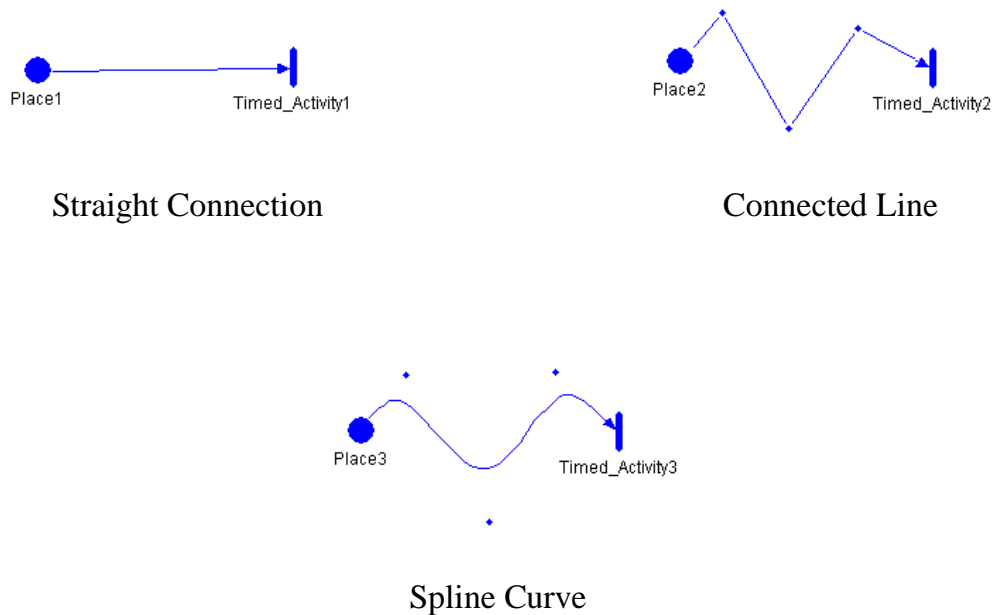 Place1
Timed_Activity1
Place2
Timed_Activity2
Straight Connection
Connected Line
Place3
Timed_Activity3
Spline Curve